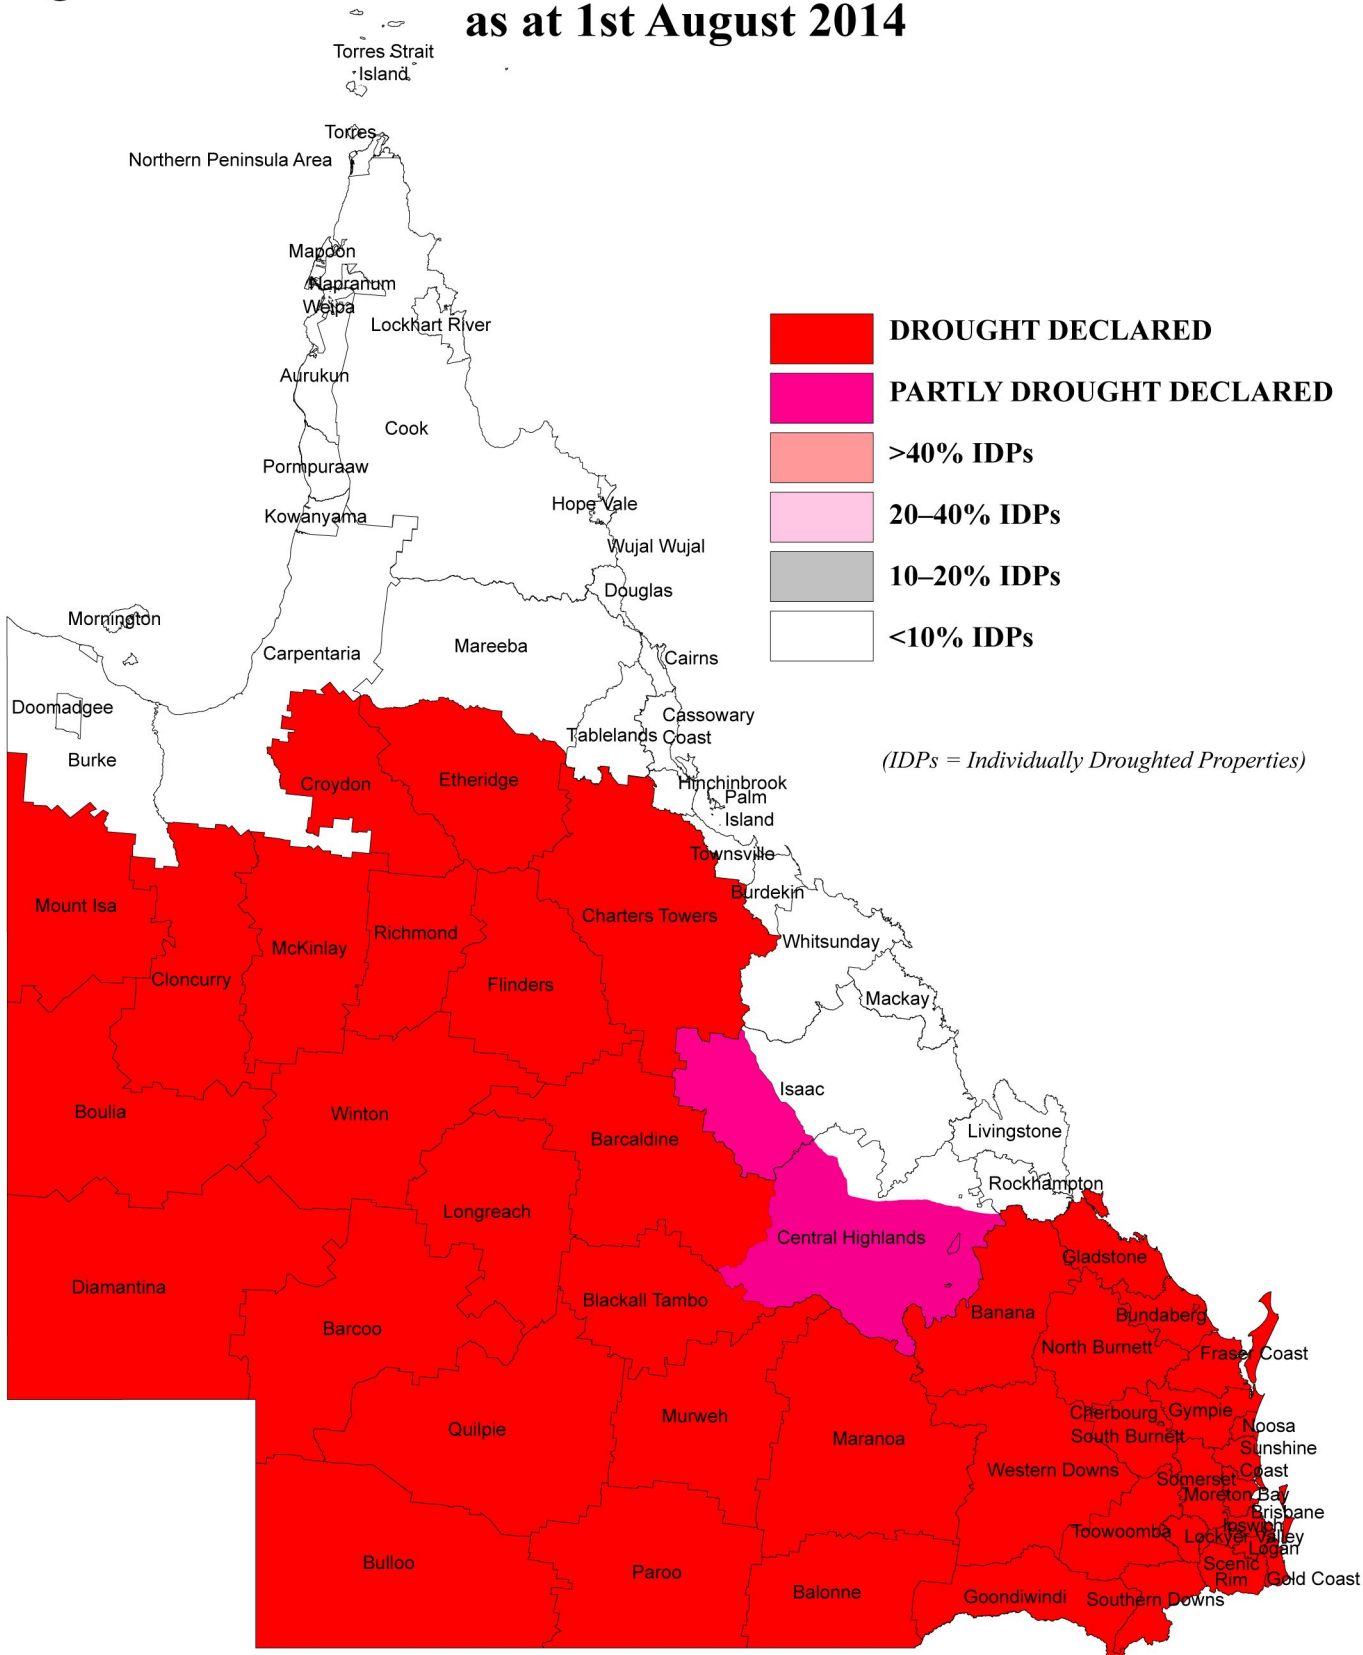 as at 1st August 2014
Torres Strait
Island
Torres
Northern Peninsula Area
Mapoon
Napranum
Weipa
Lockhart River
Aurukun
Cook
Pormpuraaw
Kowanyama
Hope Vale
Wujal Wujal
Douglas
Mornington
Carpentaria
Mareeba
Cairns
Doomadgee
Burke
Cassowary
Coast
Tablelands
Croydon
Etheridge
Hinchinbrook
Palm
Island
Townsville
Burdekin
Mount Isa
Charters Towers
Whitsunday
Richmond
McKinlay
Cloncurry
Flinders
Mackay
Isaac
Boulia
Winton
Barcaldine
Livingstone
Rockhampton
Longreach
Central Highlands
Gladstone
Diamantina
Blackall Tambo
Banana
Bundaberg
Barcoo
North Burnett
Fraser Coast
Quilpie
Murweh
Maranoa
Cherbourg
Gympie
South Burnett
Noosa
Sunshine
Coast
Western Downs
Somerset
Moreton Bay
Brisbane
Ipswich
Toowoomba
Lockyer Valley
Logan
Scenic
Rim
Gold Coast
Bulloo
Paroo
Balonne
Goondiwindi
Southern Downs
DROUGHT DECLARED
PARTLY DROUGHT DECLARED
>40% IDPs
20–40% IDPs
10–20% IDPs
<10% IDPs
(IDPs = Individually Droughted Properties)